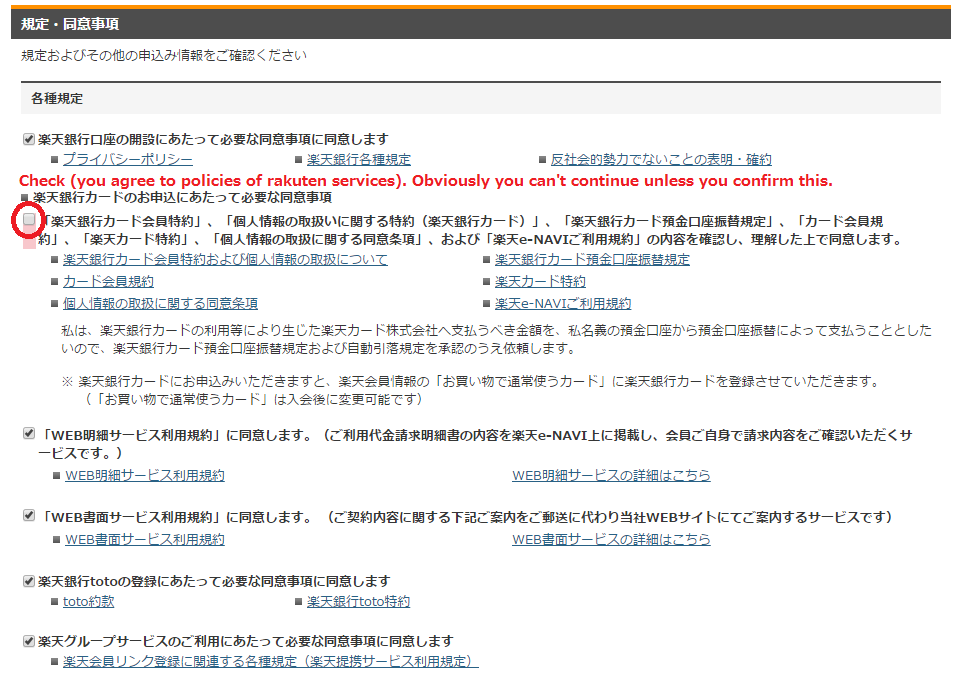 規定・同意事項
規定およびその他の申込み情報をご確認ください
各種規定
楽天銀行口座の開設にあたって必要な同意事項に同意します
プライバシーポリシー
楽天銀行各種規定
反社会的勢力でないことの表明・確約
Check (you agree to policies of rakuten services). Obviously you can't continue unless you confirm this.
楽天銀行カードのお申込にあたって必要な同意事項
「楽天銀行カード会員特約」、「個人情報の取扱いに関する特約（楽天銀行カード）」、「楽天銀行カード預金口座振替規定」、「カード会員規
約」、「楽天カード特約」、「個人情報の取扱に関する同意条項」、および「楽天e-NAVIご利用規約」の内容を確認し、理解した上で同意します。
楽天銀行カード会員特約および個人情報の取扱について
楽天銀行カード預金口座振替規定
カード会員規約
楽天カード特約
個人情報の取扱に関する同意条項
楽天e-NAVIご利用規約
私は、楽天銀行カードの利用等により生じた楽天カード株式会社へ支払うべき金額を、私名義の預金口座から預金口座振替によって支払うこととした
いので、楽天銀行カード預金口座振替規定および自動引落規定を承認のうえ依頼します。
※ 楽天銀行カードにお申込みいただきますと、楽天会員情報の「お買い物で通常使うカード」に楽天銀行カードを登録させていただきます。
（「お買い物で通常使うカード」は入会後に変更可能です）
「WEB明細サービス利用規約」に同意します。（ご利用代金請求明細書の内容を楽天e-NAVI上に掲載し、会員ご自身で請求内容をご確認いただくサ
ービスです。）
WEB明細サービス利用規約
WEB明細サービスの詳細はこちら
「WEB書面サービス利用規約」に同意します。 （ご契約内容に関する下記ご案内をご郵送に代わり当社WEBサイトにてご案内するサービスです）
WEB書面サービス利用規約
WEB書面サービスの詳細はこちら
楽天銀行totoの登録にあたって必要な同意事項に同意します
toto約款
楽天銀行toto特約
楽天グループサービスのご利用にあたって必要な同意事項に同意します
楽天会員リンク登録に関連する各種規定（楽天提携サービス利用規定）